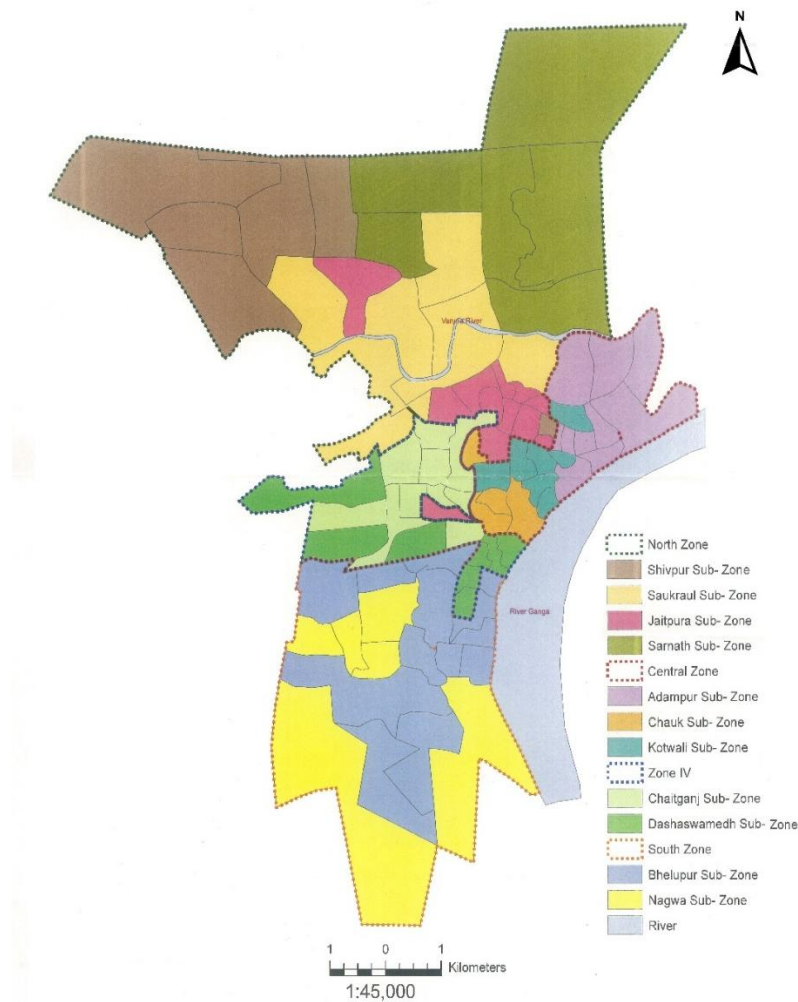 N
Varuna River
River Ganga
North Zone
Shivpur Sub- Zone
Saukraul Sub-Zone
Jaitpura Sub-Zone
Sarnath Sub-Zone
Central Zone
Adampur Sub-Zone
Chauk Sub-Zone
Kotwali Sub-Zone
Zone IV
Chaitganj Sub-Zone
Dashaswamedh Sub- Zone
South Zone
Bhelupur Sub- Zone
Nagwa Sub-Zone
River
1 0 1
Kilometers
1:45,000